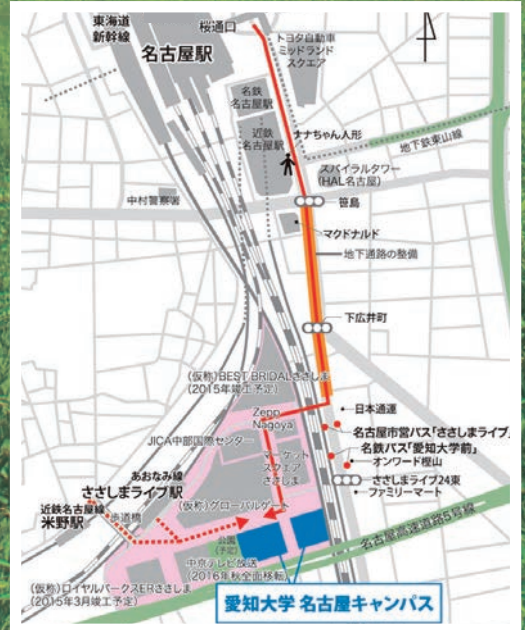 東海道
新幹線
桜通口
名古屋駅
トヨタ自動車
ミッドランド
スクエア
名鉄
名古屋駅
近鉄
名古屋駅
ナナちゃん人形
地下鉄東山線
スパイラルタワー
(HAL名古屋)
中村警察署
笹島
マクドナルド
地下通路の整備
下広井町
(仮称)BEST BRIDALささしま
(2015年竣工予定)
Zepp
Nagoya
日本通運
名古屋市営バス「ささしまライブ」
名鉄バス「愛知大学前」
オンワード樫山
JICA中部国際センター
マーケット
スクエア
ささしま
ささしまライブ24東
ファミリーマート
あおなみ線
ささしまライブ駅
近鉄名古屋線
米野駅
歩道橋
(仮称)グローバルゲート
名古屋高速道路5号線
公園
(予定)
中京テレビ放送
(2016年秋全面移転)
(仮称)ロイヤルパークスERささしま
(2015年3月竣工予定)
愛知大学 名古屋キャンパス